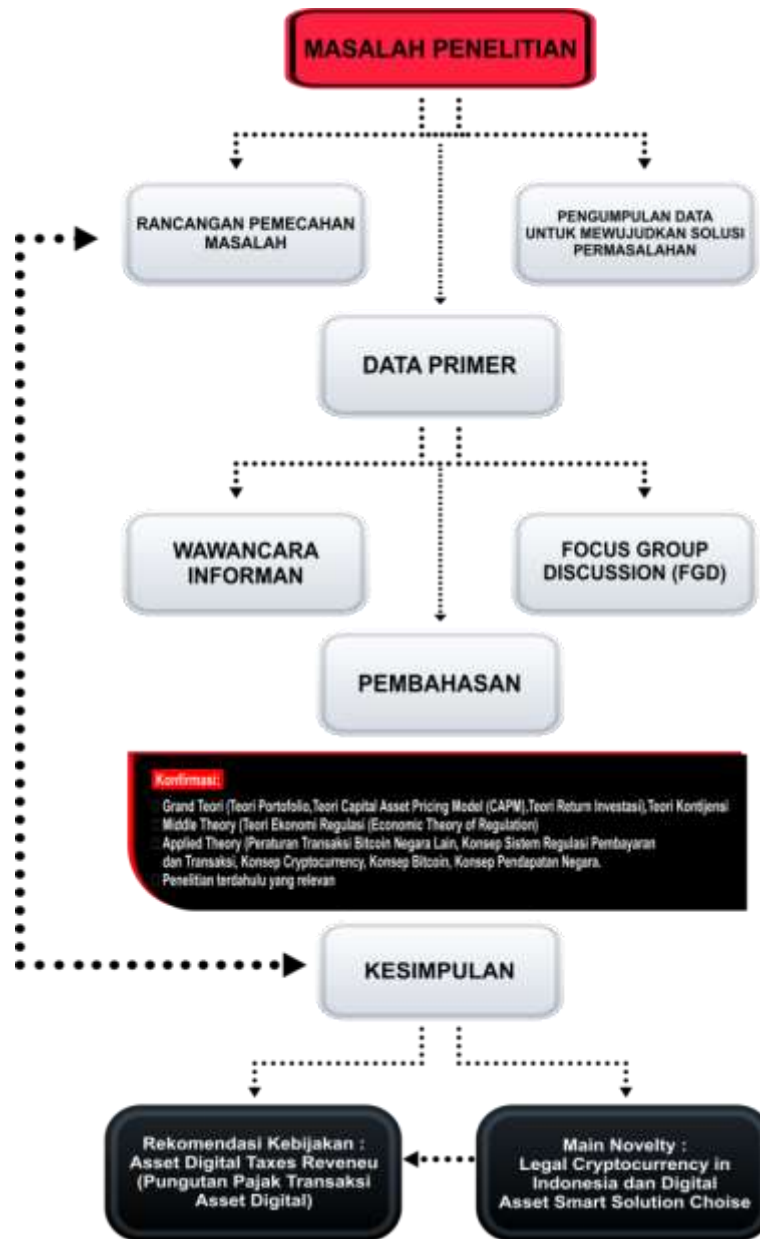 MASALAH PENELITIAN
RANCANGAN PEMECAHAN
MASALAH
PENGUMPULAN DATA
UNTUK MEWUJUDKAN SOLUSI
PERMASALAHAN
DATA PRIMER
WAWANCARA
INFORMAN
FOCUS GROUP
DISCUSSION (FGD)
PEMBAHASAN
Konfirmasi:
Grand Teori (Teori Portofolio,Teori Capital Asset Pricing Model (CAPM),Teori Return Investasi),Teori Kontijensi
Middle Theory (Teori Ekonomi Regulasi (Economic Theory of Regulation)
Applied Theory (Peraturan Transaksi Bitcoin Negara Lain, Konsep Sistem Regulasi Pembayaran
dan Transaksi, Konsep Cryptocurrency, Konsep Bitcoin, Konsep Pendapatan Negara.
Penelitian terdahulu yang relevan
KESIMPULAN
Rekomendasi Kebijakan :
Asset Digital Taxes Reveneu
(Pungutan Pajak Transaksi
Asset Digital)
Main Novelty :
Legal Cryptocurrency in
Indonesia dan Digital
Asset Smart Solution Choise